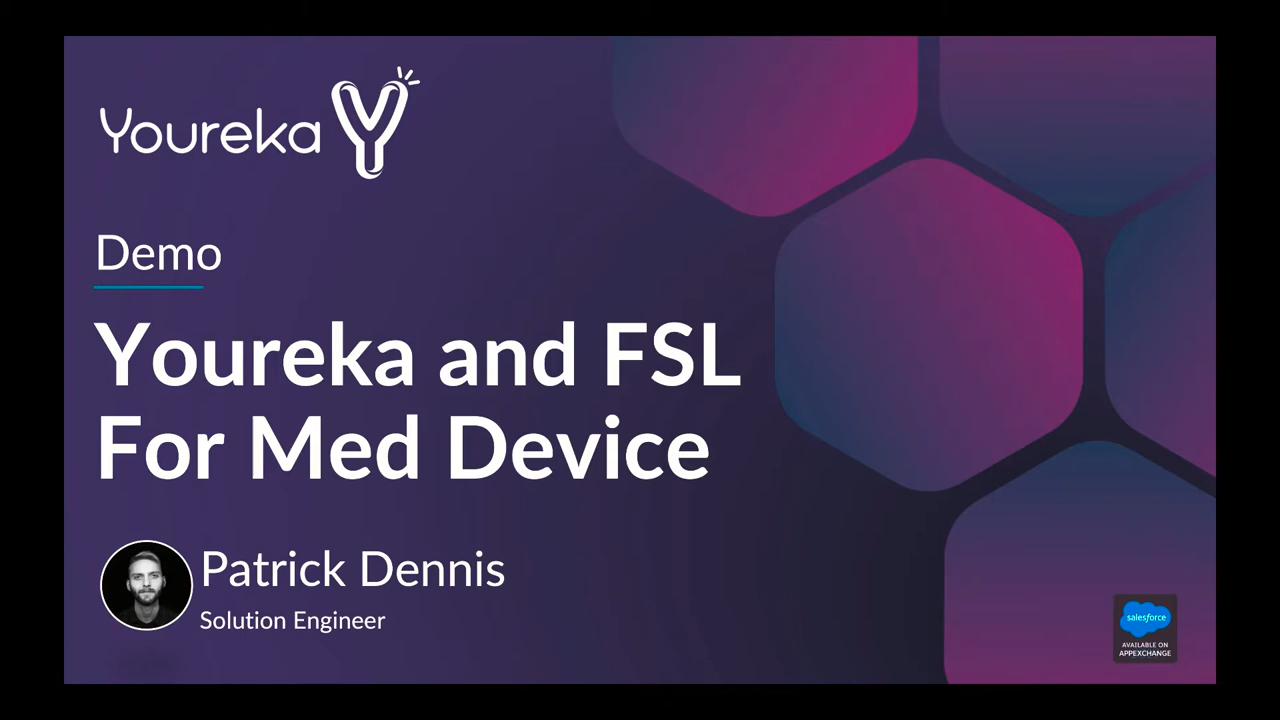 Youreka
Demo
Youreka and FSL
For Med Device
Patrick Dennis
Solution Engineer
salesforce
AVAILABLE ON
APPEXCHANGE